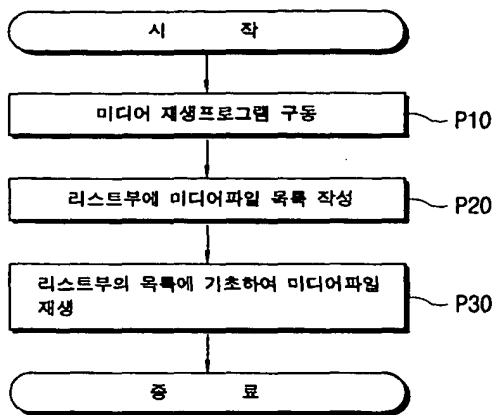 시 작
미디어 재생프로그램 구동
P10
리스트부에 미디어파일 목록 작성
P20
리스트부의 목록에 기초하여 미디어파일
재생
P30
종 료